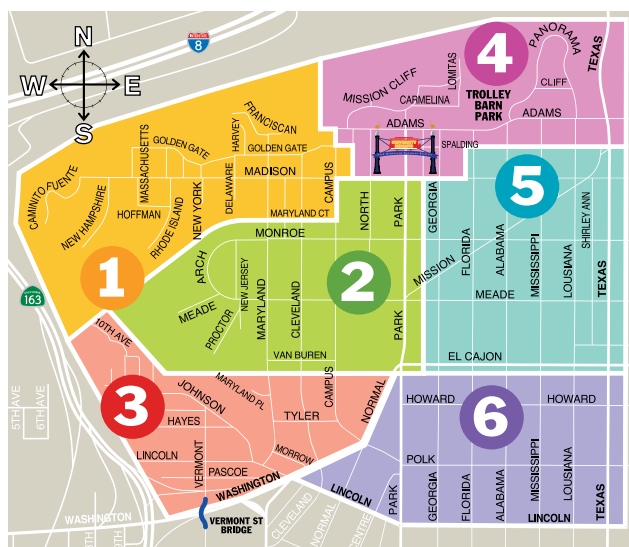 N
W
E
S
8
4
PANORAMA
TEXAS
LOMITAS
MISSION CLIFF
CARMELINA
CLIFF
TROLLEY
BARN
PARK
ADAMS
ADAMS
SPALDING
FRANCISCAN
HARVEY
MASSACHUSETTS
GOLDEN GATE
GOLDEN GATE
MADISON
CAMPUS
CAMINITO FUENTE
NEW HAMPSHIRE
HOFFMAN
RHODE ISLAND
NEW YORK
DELAWARE
MARYLAND CT
1
5
NORTH
PARK
GEORGIA
FLORIDA
ALABAMA
MISSISSIPPI
LOUISIANA
SHIRLEY ANN
TEXAS
MONROE
ARCH
2
MISSION
MEADE
MEADE
PROCTOR
NEW JERSEY
MARYLAND
CLEVELAND
PARK
163
10TH AVE
VAN BUREN
EL CAJON
5TH AVE
6TH AVE
3
JOHNSON
MARYLAND PL
CAMPUS
NORMAL
HAYES
TYLER
LINCOLN
VERMONT
PASCOE
MORROW
WASHINGTON
WASHINGTON
VERMONT ST
BRIDGE
CLEVELAND
NORMAL
CENTRE
6
HOWARD
HOWARD
POLK
LINCOLN
PARK
GEORGIA
FLORIDA
ALABAMA
MISSISSIPPI
LOUISIANA
TEXAS
LINCOLN
10TH AVE